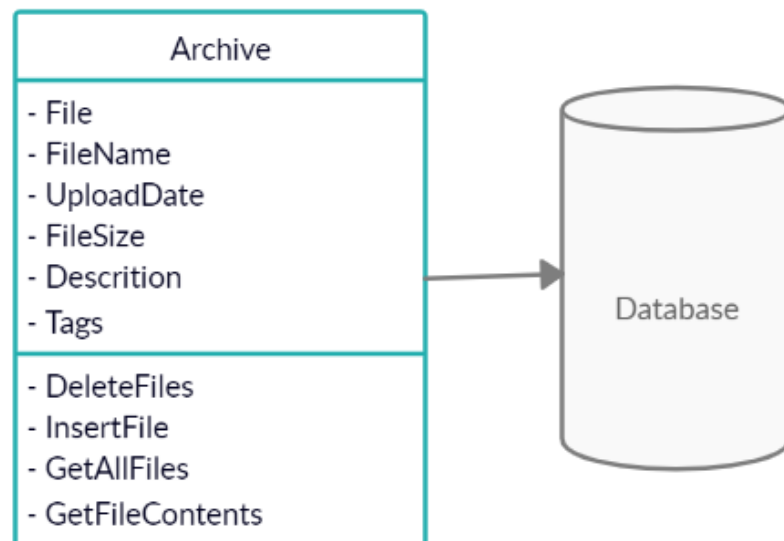 Archive
- File
- FileName
- UploadDate
- FileSize
- Descrition
- Tags
- DeleteFiles
- InsertFile
- GetAllFiles
- GetFileContents
Database